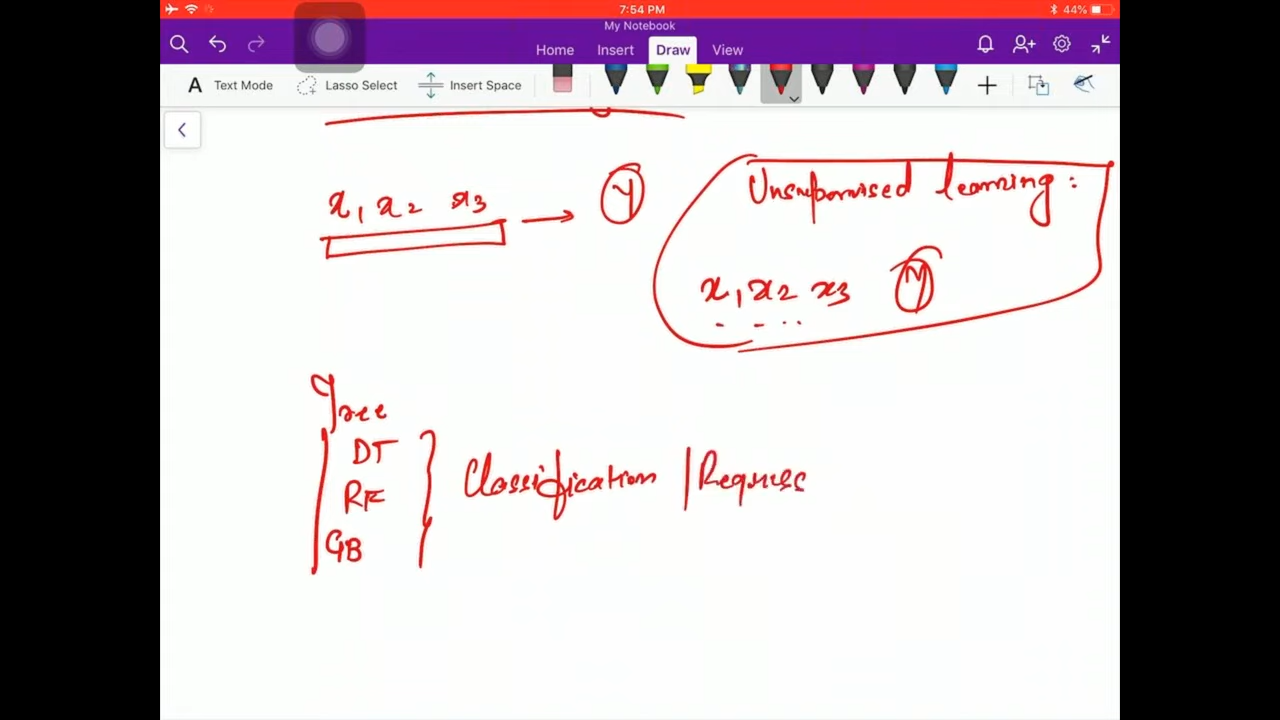 7:54 PM
44%
My Notebook
Home Insert Draw View
A Text Mode Lasso Select Insert Space
x1 x2 x3 → Y
Unsupervised learning:
x1 x2 x3 Y
Tree
DT
RF
GB
Classification | Regress